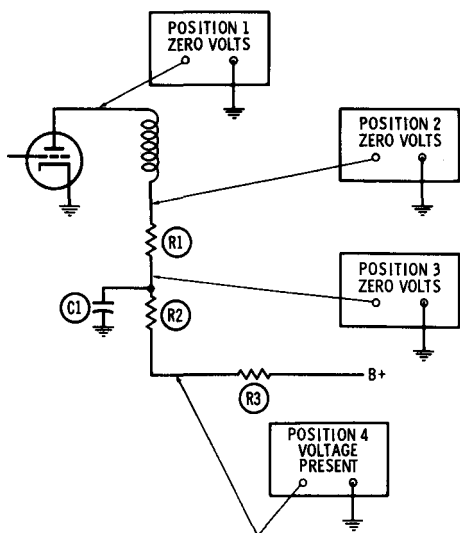 POSITION 1
ZERO VOLTS
POSITION 2
ZERO VOLTS
R1
POSITION 3
ZERO VOLTS
C1
R2
B+
R3
POSITION 4
VOLTAGE
PRESENT